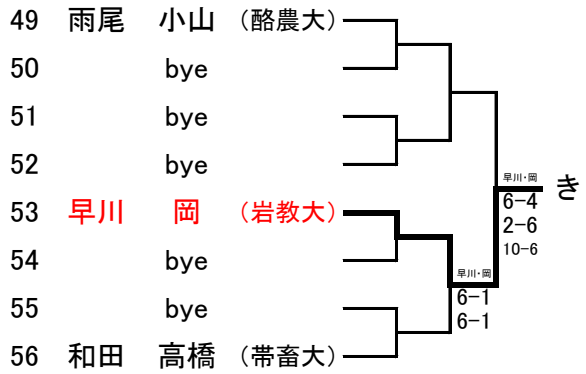 49 雨尾 小山 (酪農大)
50 bye
51 bye
52 bye
早川・岡
き
6-4
53 早川 岡 (岩教大)
2-6
10-6
54 bye
早川・岡
6-1
55 bye
6-1
56 和田 高橋 (帯畜大)